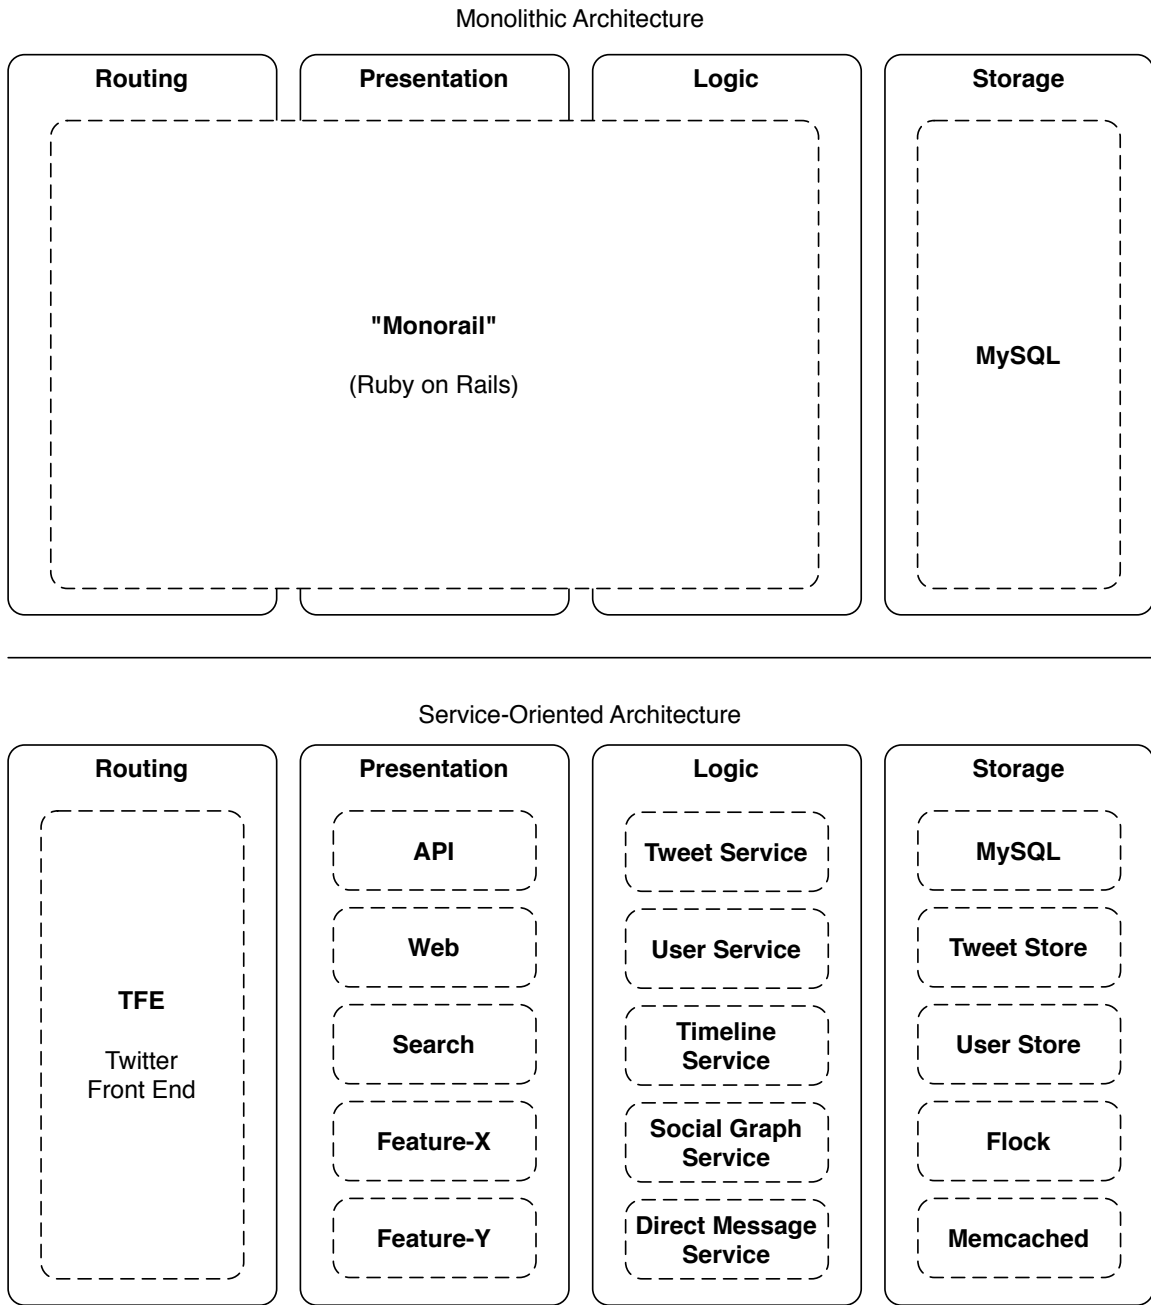 Monolithic Architecture
Routing
Presentation
Logic
Storage
"Monorail"
(Ruby on Rails)
MySQL
Service-Oriented Architecture
Routing
Presentation
Logic
Storage
TFE
Twitter
Front End
API
Web
Search
Feature-X
Feature-Y
Tweet Service
User Service
Timeline
Service
Social Graph
Service
Direct Message
Service
MySQL
Tweet Store
User Store
Flock
Memcached